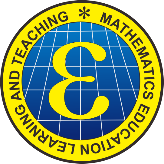 MATHEMATICS EDUCATION LEARNING AND TEACHING *
ε